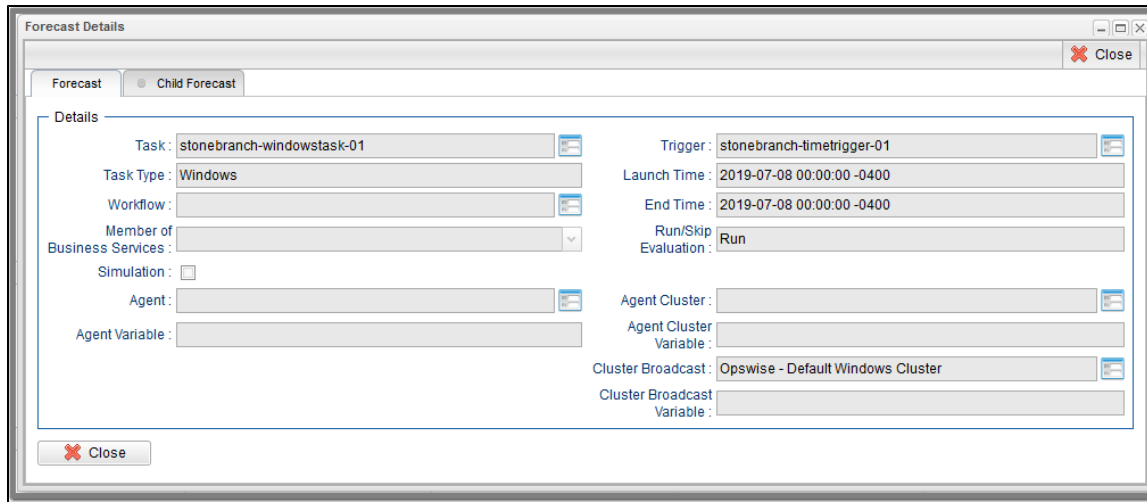 Forecast Details
Close
Forecast
Child Forecast
Details
Task : stonebranch-windowstask-01
Trigger : stonebranch-timetrigger-01
Task Type : Windows
Launch Time : 2019-07-08 00:00:00 -0400
Workflow :
End Time : 2019-07-08 00:00:00 -0400
Member of
Business Services :
Run/Skip
Evaluation : Run
Simulation :
Agent :
Agent Cluster :
Agent Variable :
Agent Cluster
Variable :
Cluster Broadcast : Opswise - Default Windows Cluster
Cluster Broadcast
Variable :
Close